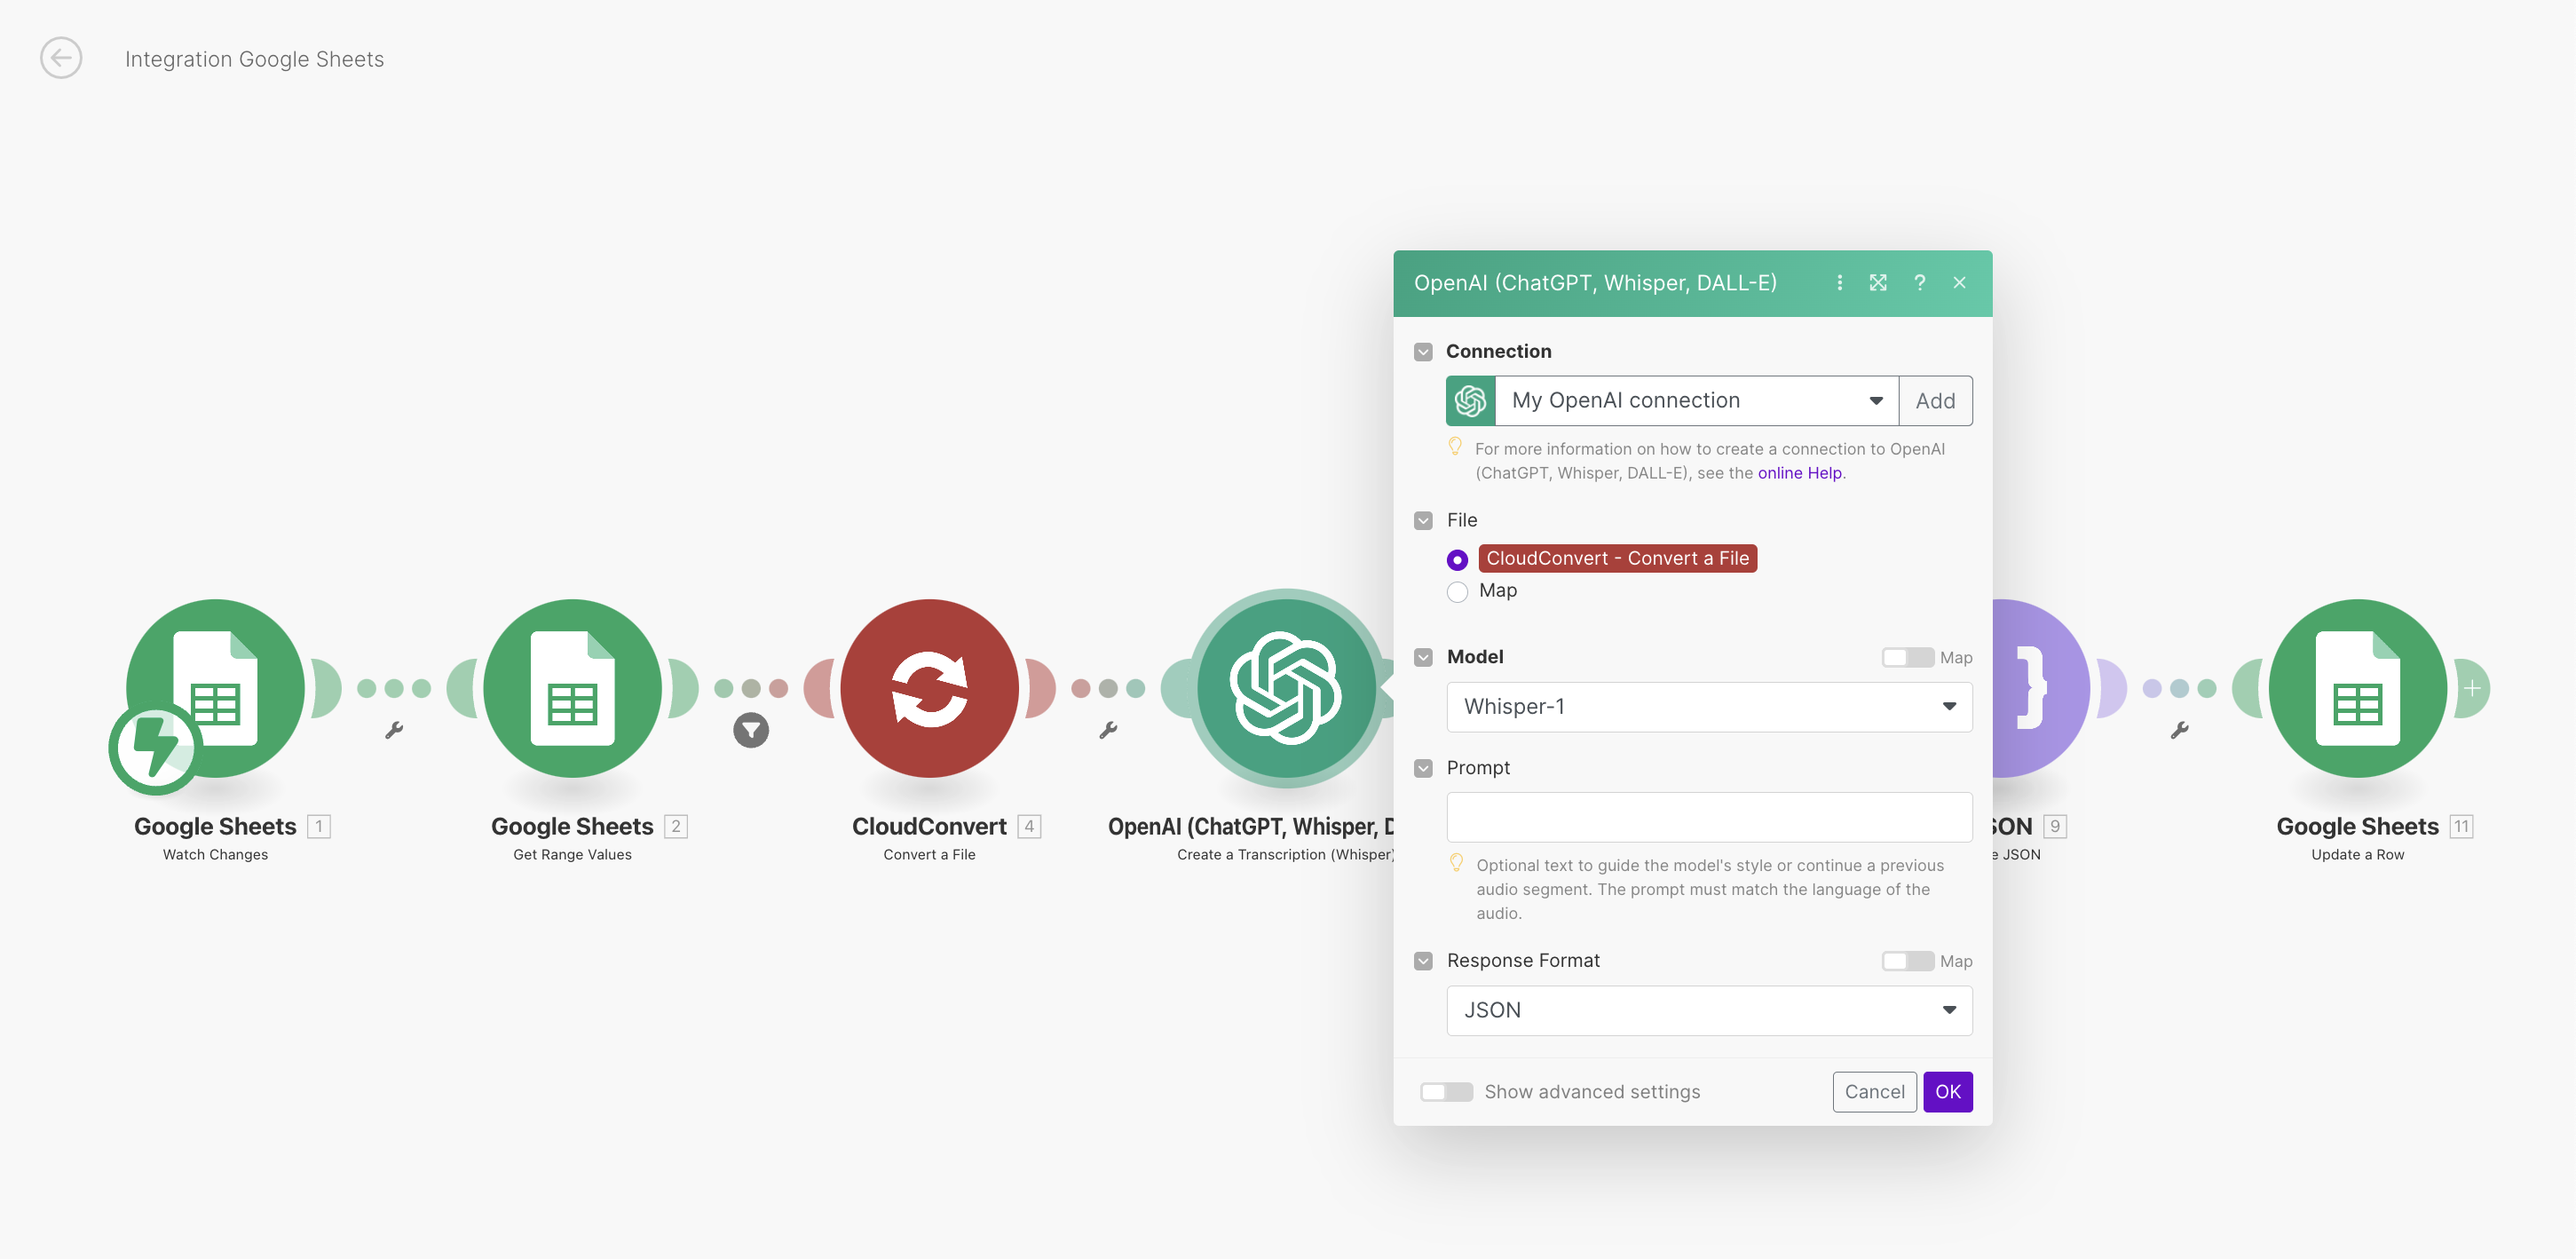 Integration Google Sheets
OpenAI (ChatGPT, Whisper, DALL-E)
?
Connection
My OpenAI connection
Add
For more information on how to create a connection to OpenAI
(ChatGPT, Whisper, DALL-E), see the online Help.
File
CloudConvert - Convert a File
Map
Model
Map
Whisper-1
Prompt
Optional text to guide the model's style or continue a previous
audio segment. The prompt must match the language of the
audio.
Response Format
Map
JSON
Show advanced settings
Cancel
OK
Google Sheets 1
Watch Changes
Google Sheets 2
Get Range Values
CloudConvert 4
Convert a File
OpenAI (ChatGPT, Whisper, D
Create a Transcription (Whisper)
SON 9
e JSON
Google Sheets 11
Update a Row